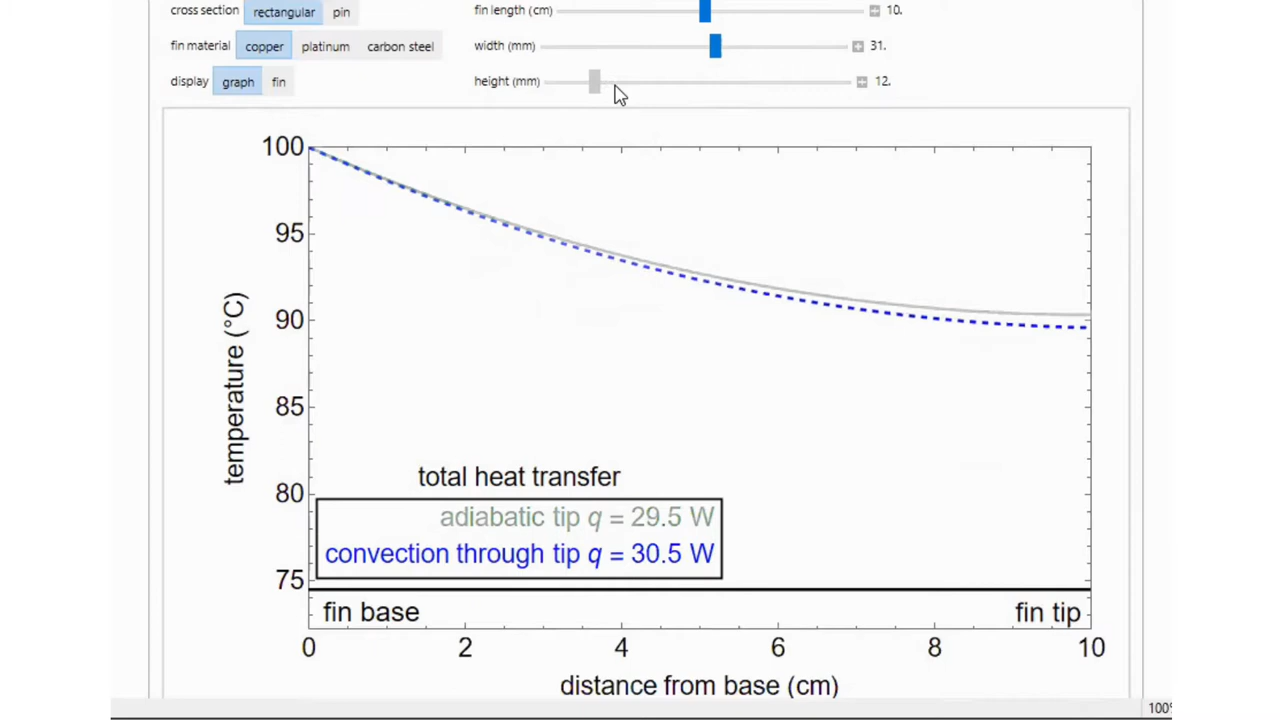 cross section rectangular pin fin length (cm) 10.
fin material copper platinum carbon steel width (mm) 31.
display graph fin height (mm) 12.
100
95
90
85
80
75
temperature (°C)
total heat transfer
adiabatic tip q = 29.5 W
convection through tip q = 30.5 W
fin base fin tip
0 2 4 6 8 10
distance from base (cm)